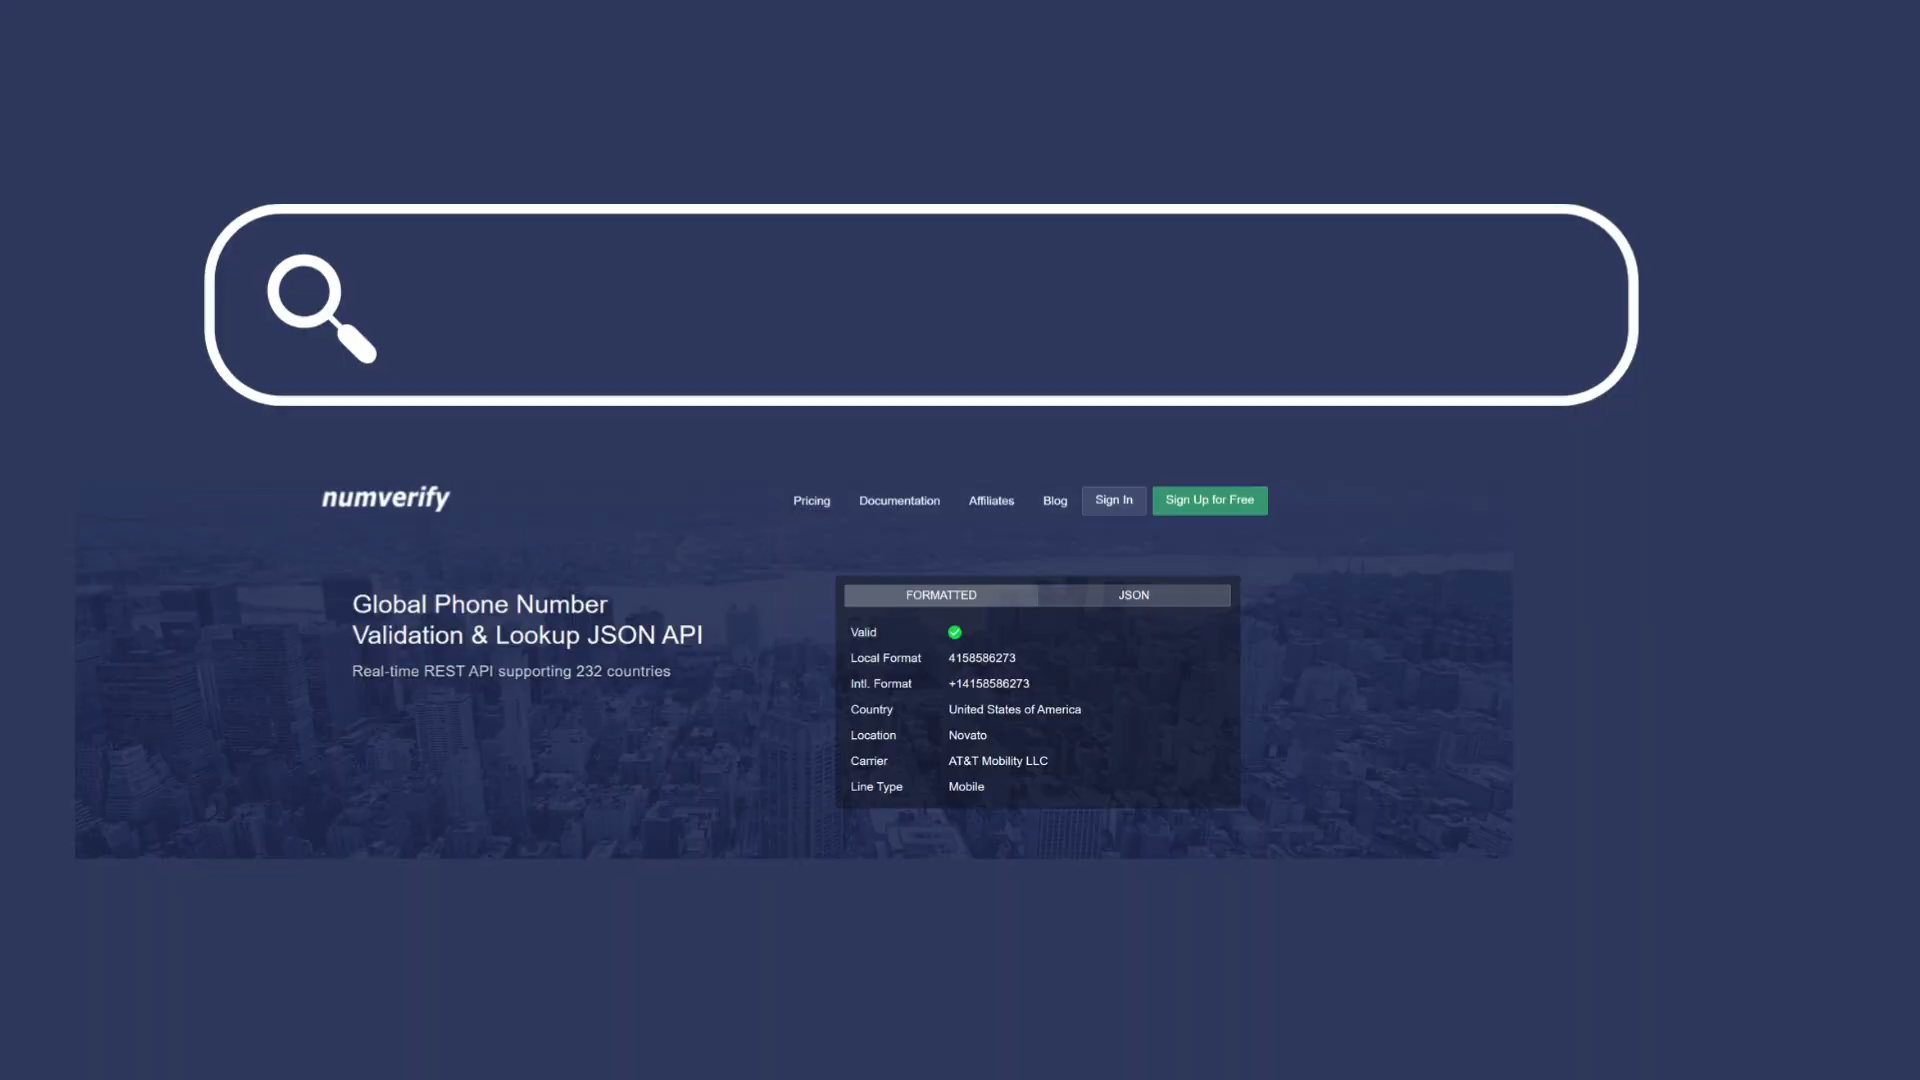 numverify
Pricing Documentation Affiliates Blog Sign In Sign Up for Free
Global Phone Number
Validation & Lookup JSON API
Real-time REST API supporting 232 countries
FORMATTED JSON
Valid
Local Format 4158586273
Intl. Format +14158586273
Country United States of America
Location Novato
Carrier AT&T Mobility LLC
Line Type Mobile